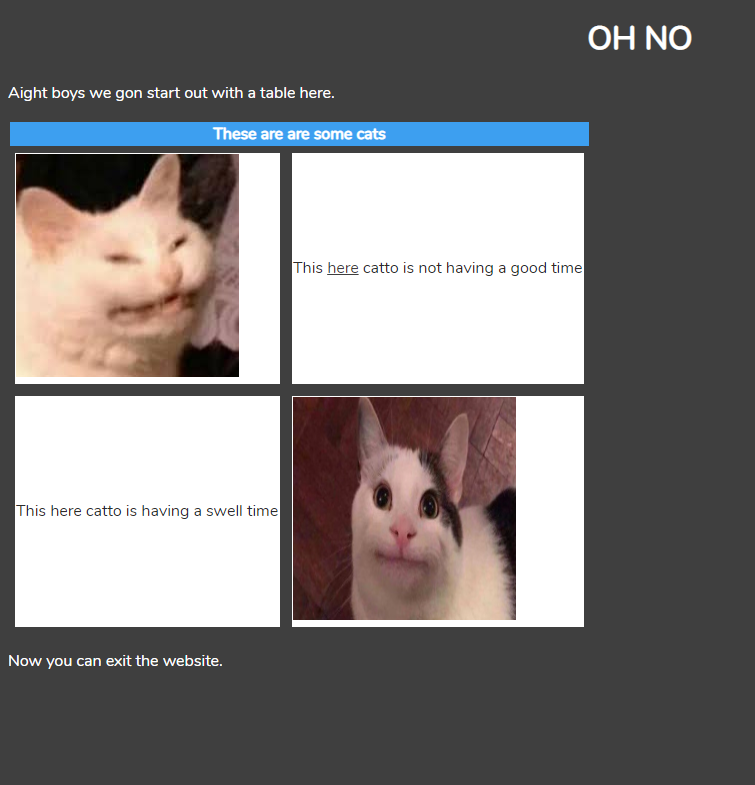 OH NO
Aight boys we gon start out with a table here.
These are are some cats
This here catto is not having a good time
This here catto is having a swell time
Now you can exit the website.